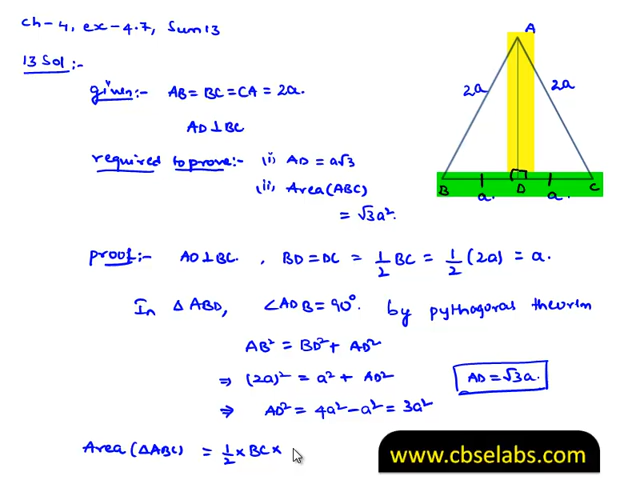 ch-4, ex-4.7, Sum 13
13 Sol:-
given:- AB = BC = CA = 2a.
AD ⊥ BC
required to prove:- (i) AD = a√3
(ii) Area(ABC)
= √3a².
A
2a 2a
B a D a C
proof:- AD ⊥ BC. , BD = DC = 1/2 BC = 1/2 (2a) = a.
In Δ ABD, ∠ADB = 90°. by pythagoras theorem
AB² = BD² + AD²
⇒ (2a)² = a² + AD²
AD = √3a.
⇒ AD² = 4a² - a² = 3a²
Area (ΔABC) = 1/2 × BC ×
www.cbselabs.com